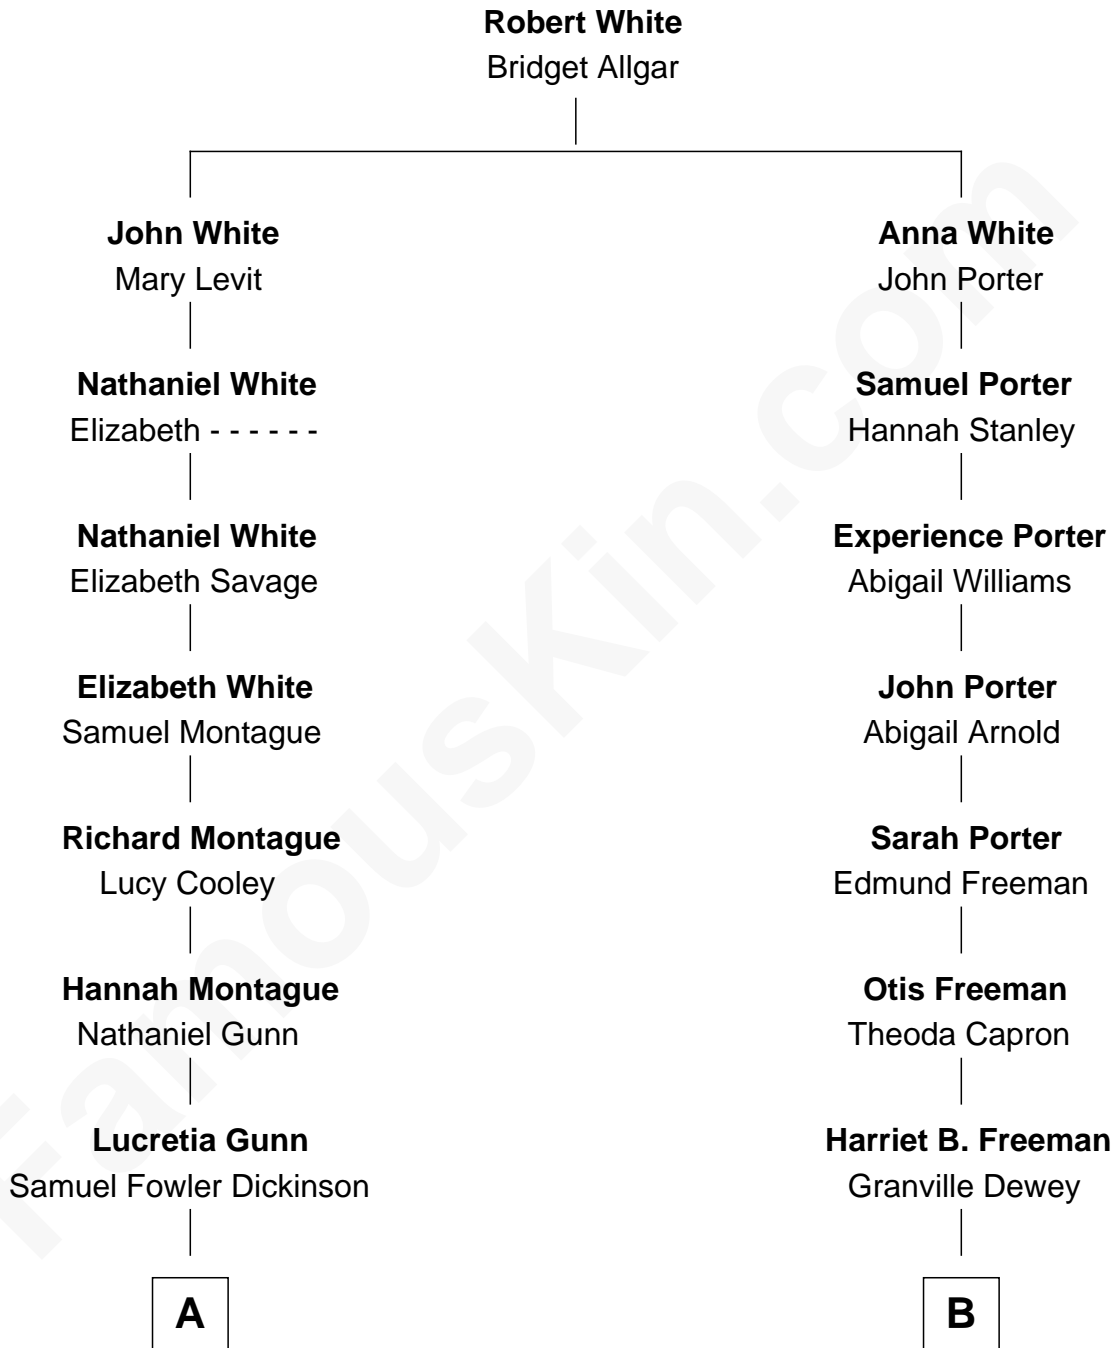 Robert White
Bridget Allgar
John White
Mary Levit
Anna White
John Porter
Nathaniel White
Elizabeth - - - - - -
Samuel Porter
Hannah Stanley
Nathaniel White
Elizabeth Savage
Experience Porter
Abigail Williams
Elizabeth White
Samuel Montague
John Porter
Abigail Arnold
Richard Montague
Lucy Cooley
Sarah Porter
Edmund Freeman
Hannah Montague
Nathaniel Gunn
Otis Freeman
Theoda Capron
Lucretia Gunn
Samuel Fowler Dickinson
Harriet B. Freeman
Granville Dewey
A
B
FamousKin.com